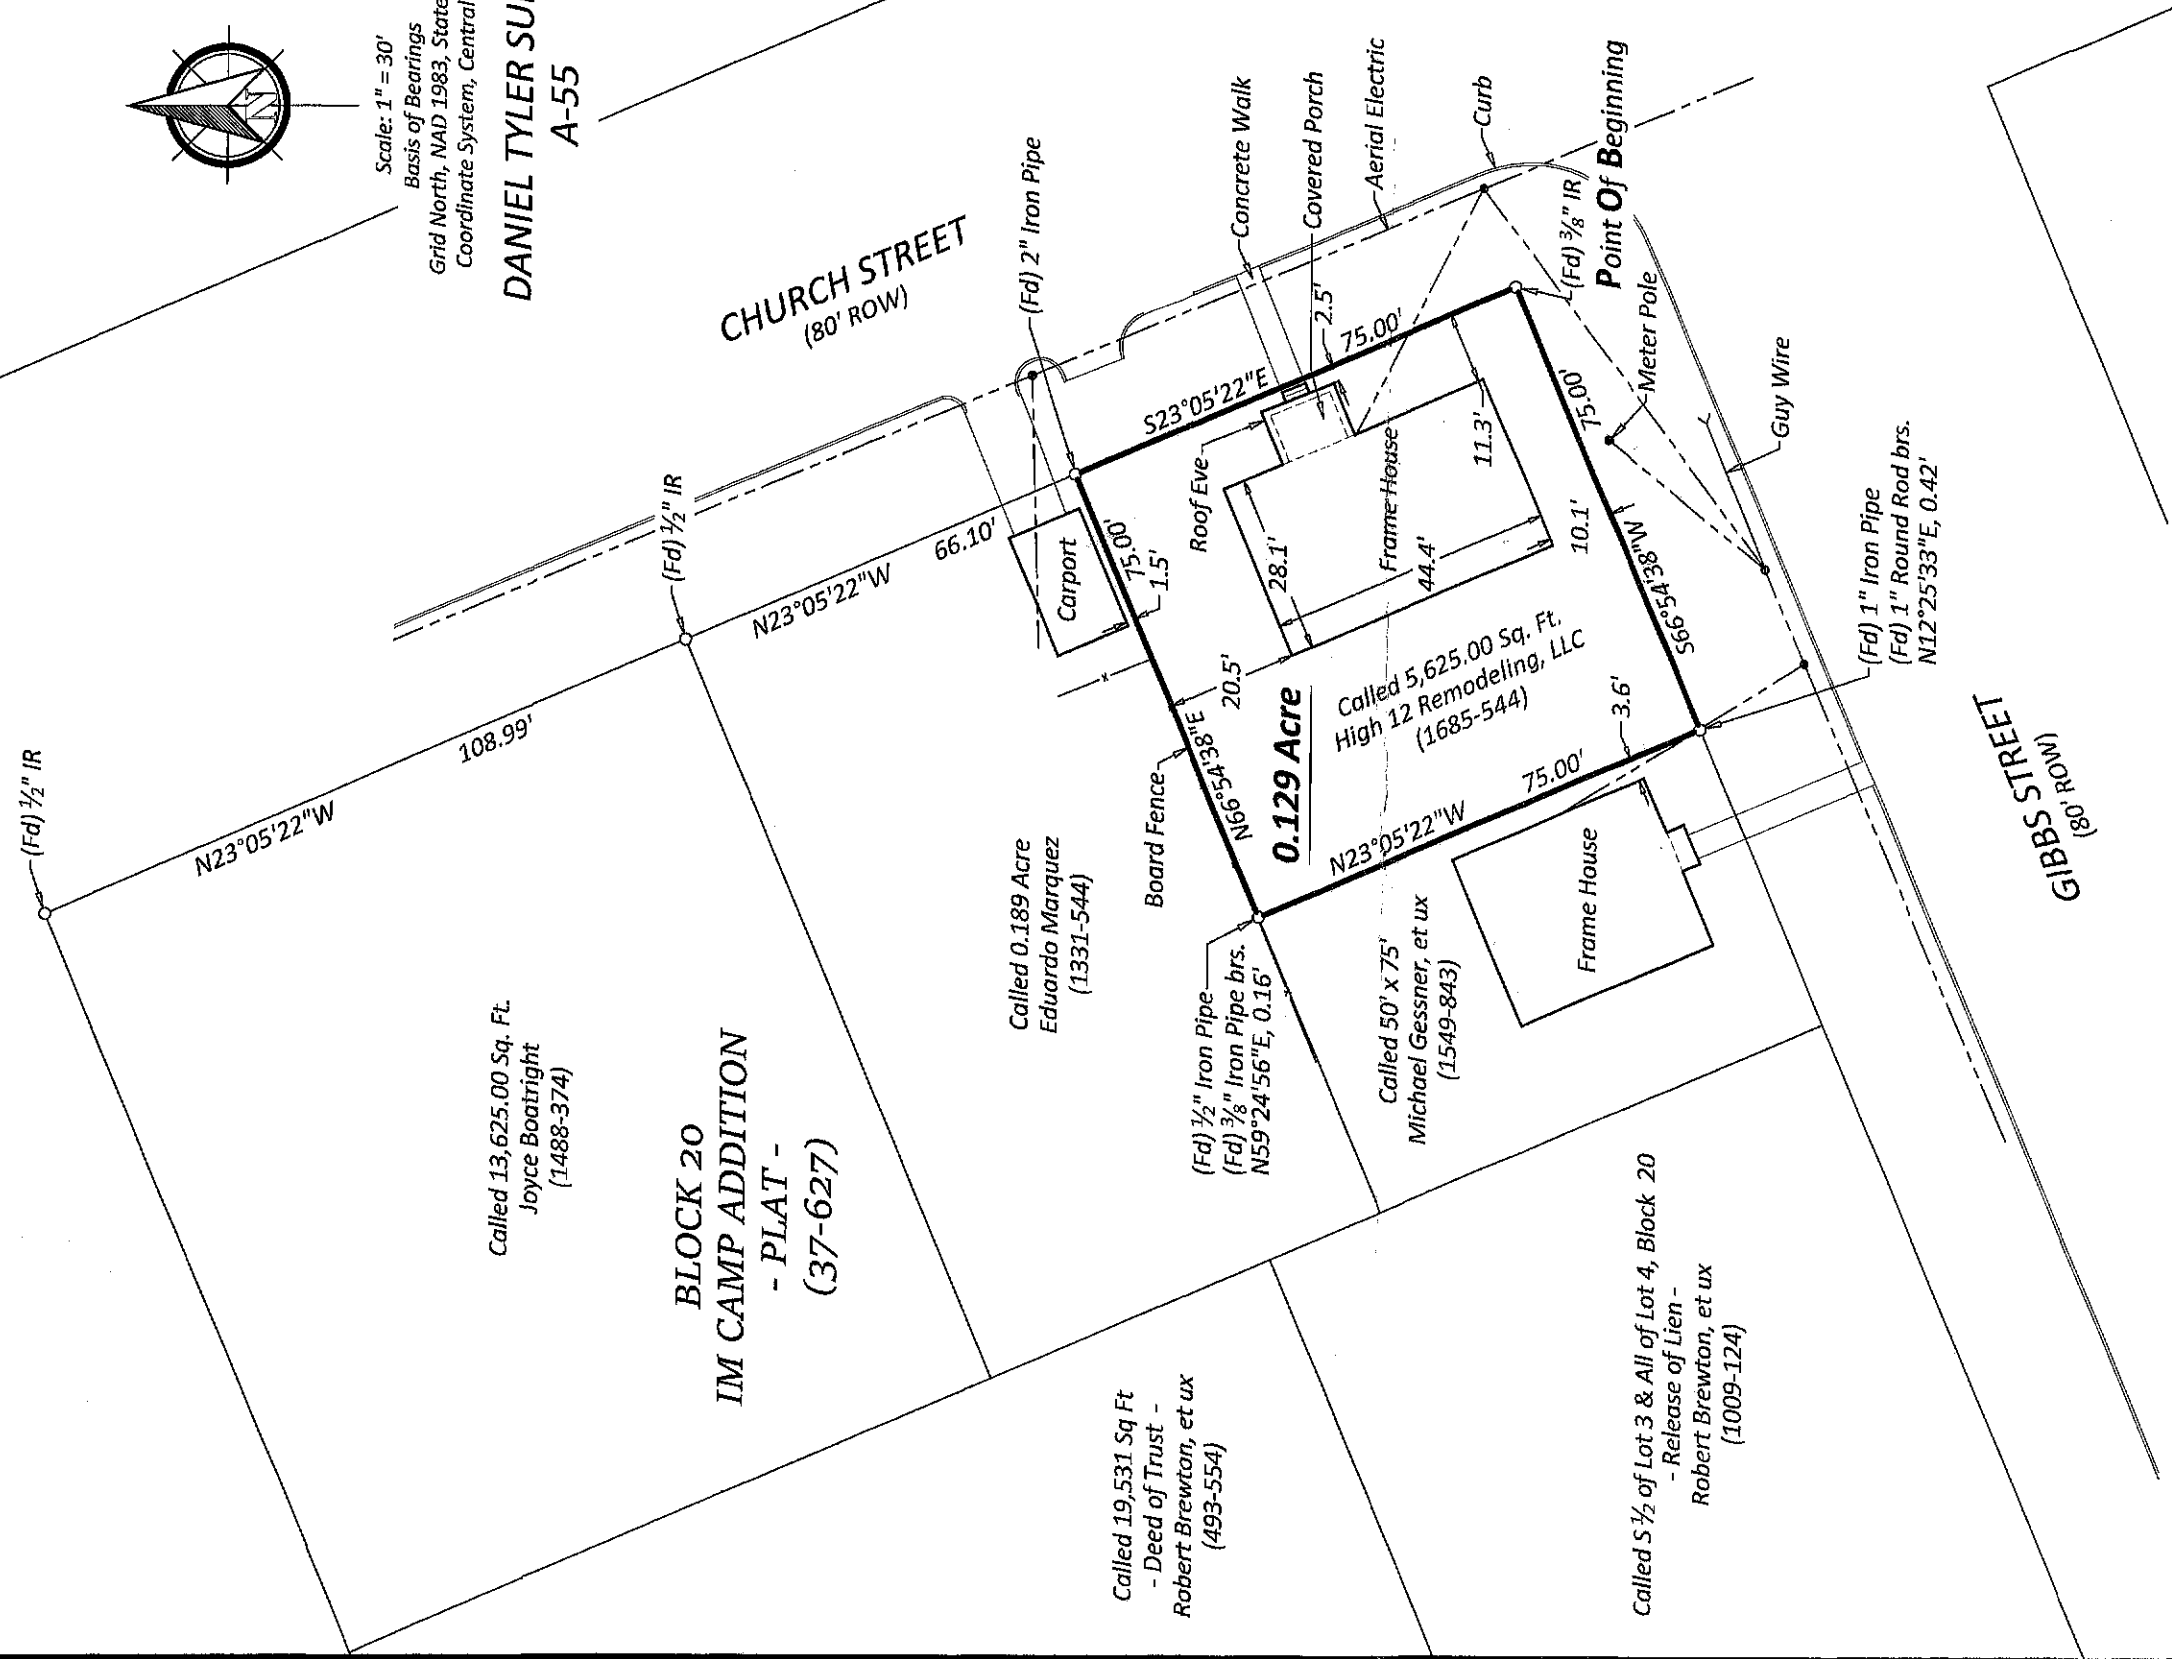 N
Scale: 1" = 30'
Basis of Bearings
Grid North, NAD 1983, State
Coordinate System, Central
DANIEL TYLER
A-55
CHURCH STREET
(80' ROW)
(Fd) ½" IR
N23°05'22"W
108.99'
(Fd) ½" IR
N23°05'22"W
66.10'
(Fd) 2" Iron Pipe
Concrete Walk
Covered Porch
Aerial Electric
Curb
(Fd) ⅜" IR
Point Of Beginning
Meter Pole
Guy Wire
(Fd) 1" Iron Pipe
(Fd) 1" Round Rod brs.
N12°25'33"E, 0.42'
Carport
75.00'
1.5'
S23°05'22"E
2.5'
75.00'
Roof Eve
28.1'
Frame House
44.4'
11.3'
10.1'
75.00'
S66°54'38"W
20.5'
0.129 Acre
Called 5,625.00 Sq. Ft.
High 12 Remodeling, LLC
(1685-544)
3.6'
Board Fence
N66°54'38"E
N23°05'22"W
75.00'
Called 13,625.00 Sq. Ft.
Joyce Boatright
(1488-374)
BLOCK 20
IM CAMP ADDITION
- PLAT -
(37-627)
Called 0.189 Acre
Eduardo Marquez
(1331-544)
(Fd) ½" Iron Pipe
(Fd) ⅜" Iron Pipe brs.
N59°24'56"E, 0.16'
Called 50' x 75'
Michael Gessner, et ux
(1549-843)
Frame House
GIBBS STREET
(80' ROW)
Called 19,531 Sq Ft
- Deed of Trust -
Robert Brewton, et ux
(493-554)
Called S ½ of Lot 3 & All of Lot 4, Block 20
- Release of Lien -
Robert Brewton, et ux
(1009-124)